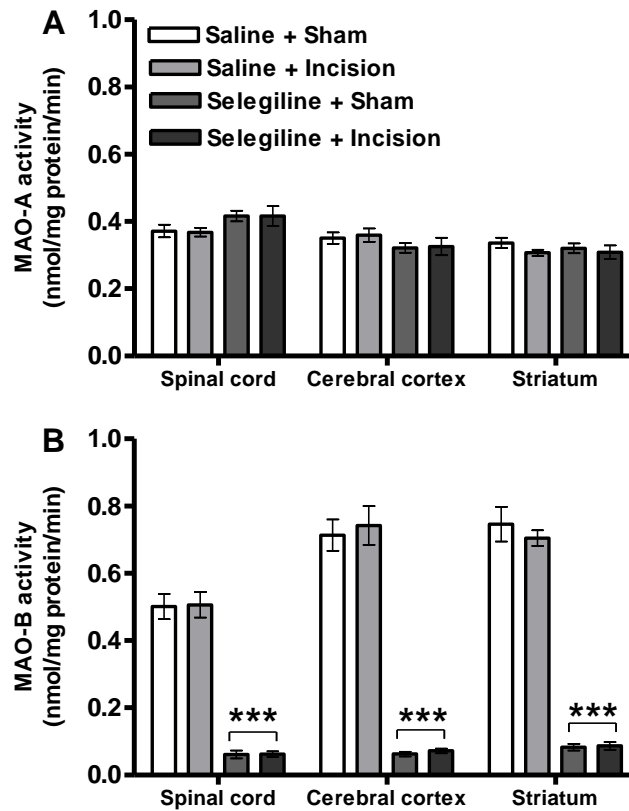 A
Saline + Sham
Saline + Incision
Selegiline + Sham
Selegiline + Incision
MAO-A activity
(nmol/mg protein/min)
1.0
0.8
0.6
0.4
0.2
0.0
Spinal cord Cerebral cortex Striatum
B
MAO-B activity
(nmol/mg protein/min)
1.0
0.8
0.6
0.4
0.2
0.0
*** *** ***
Spinal cord Cerebral cortex Striatum